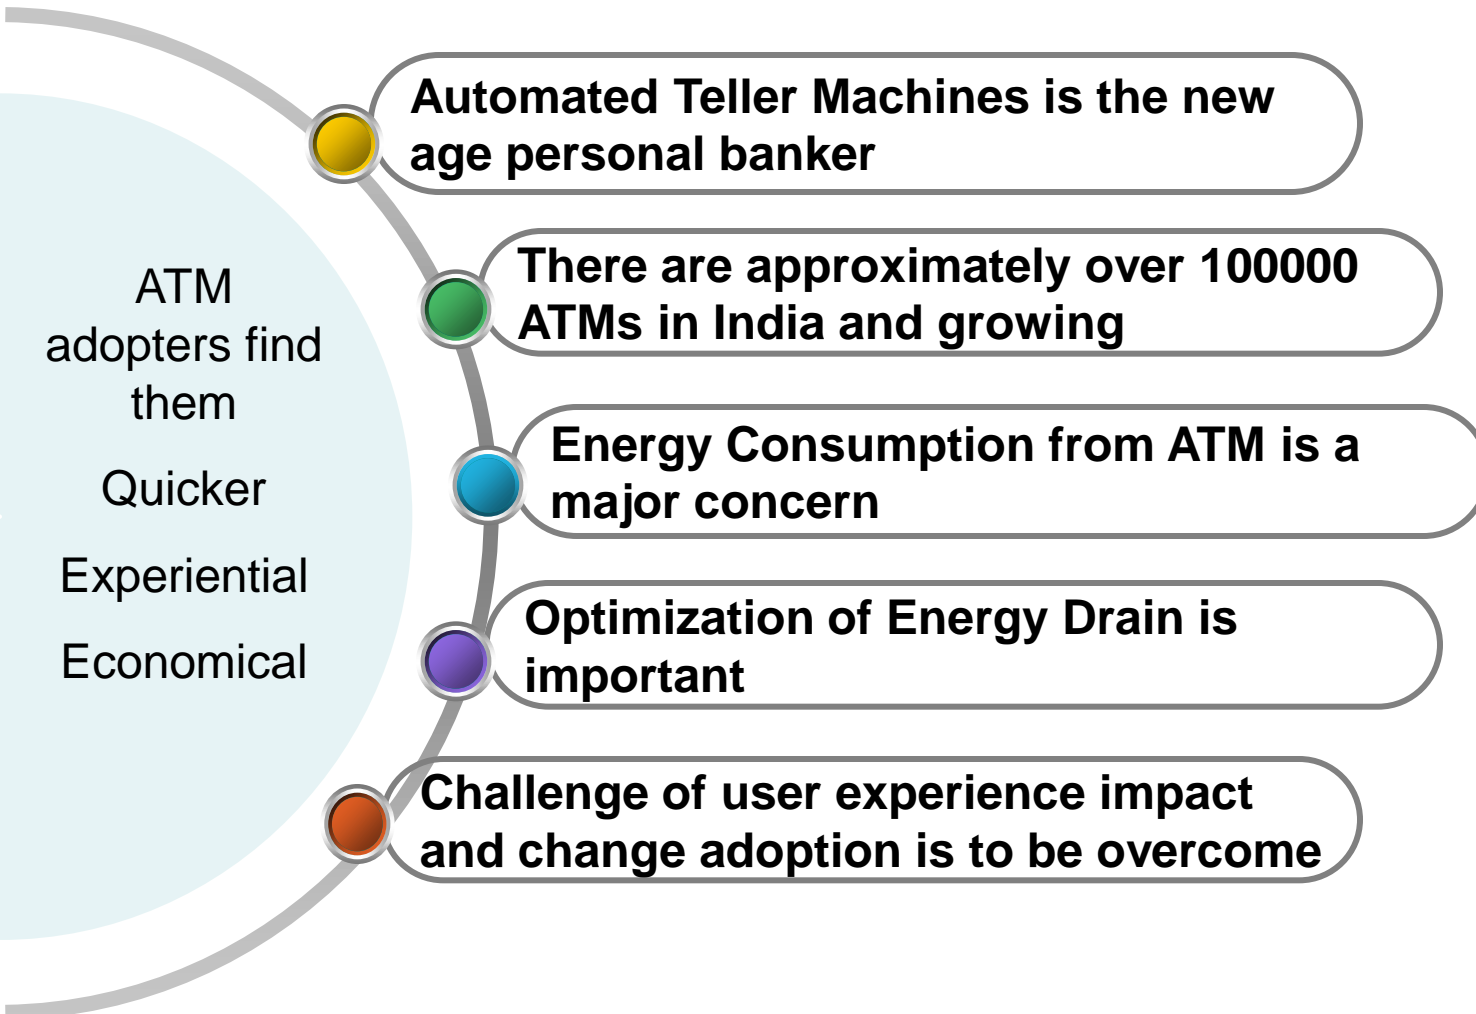 ATM
adopters find
them
Quicker
Experiential
Economical
Automated Teller Machines is the new
age personal banker
There are approximately over 100000
ATMs in India and growing
Energy Consumption from ATM is a
major concern
Optimization of Energy Drain is
important
Challenge of user experience impact
and change adoption is to be overcome